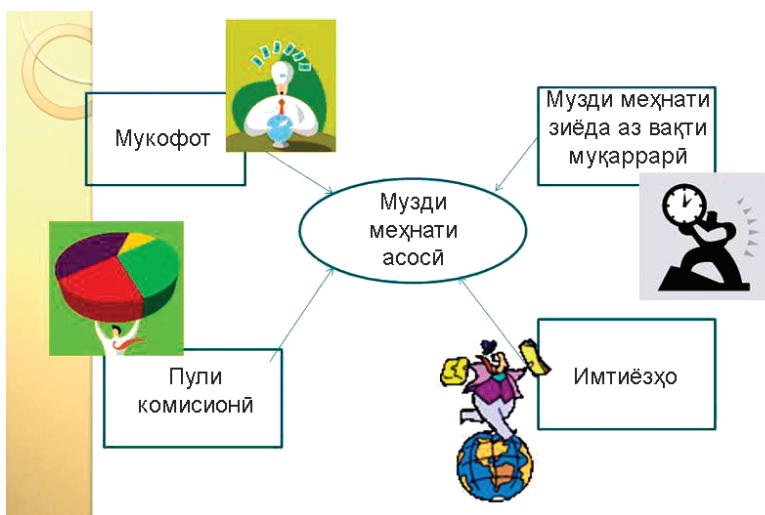 Мукофот
Музди меҳнати
зиёда аз вақти
муқаррарӣ
Музди
меҳнати
асосӣ
Пули
комисионӣ
Имтиёзҳо